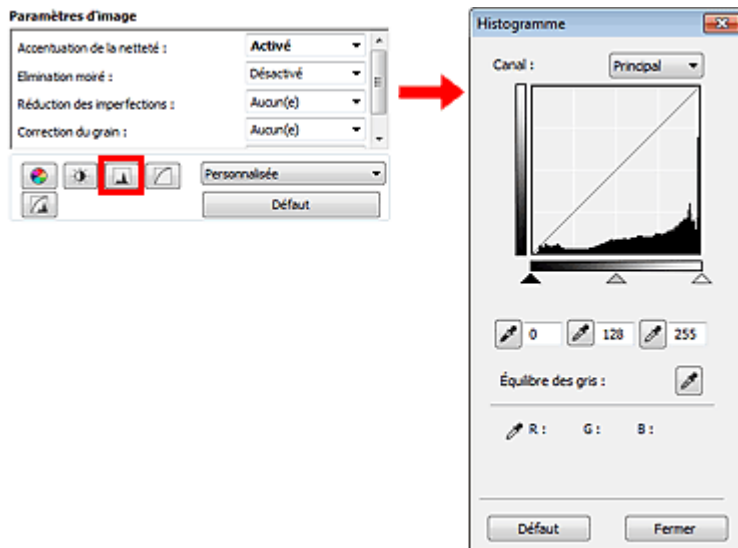 Paramètres d'image
Accentuation de la netteté : Activé
Elimination moiré : Désactivé
Réduction des imperfections : Aucun(e)
Correction du grain : Aucun(e)
Personnalisée
Défaut
Histogramme
Canal : Principal
0 128 255
Équilibre des gris :
R : G : B :
Défaut Fermer